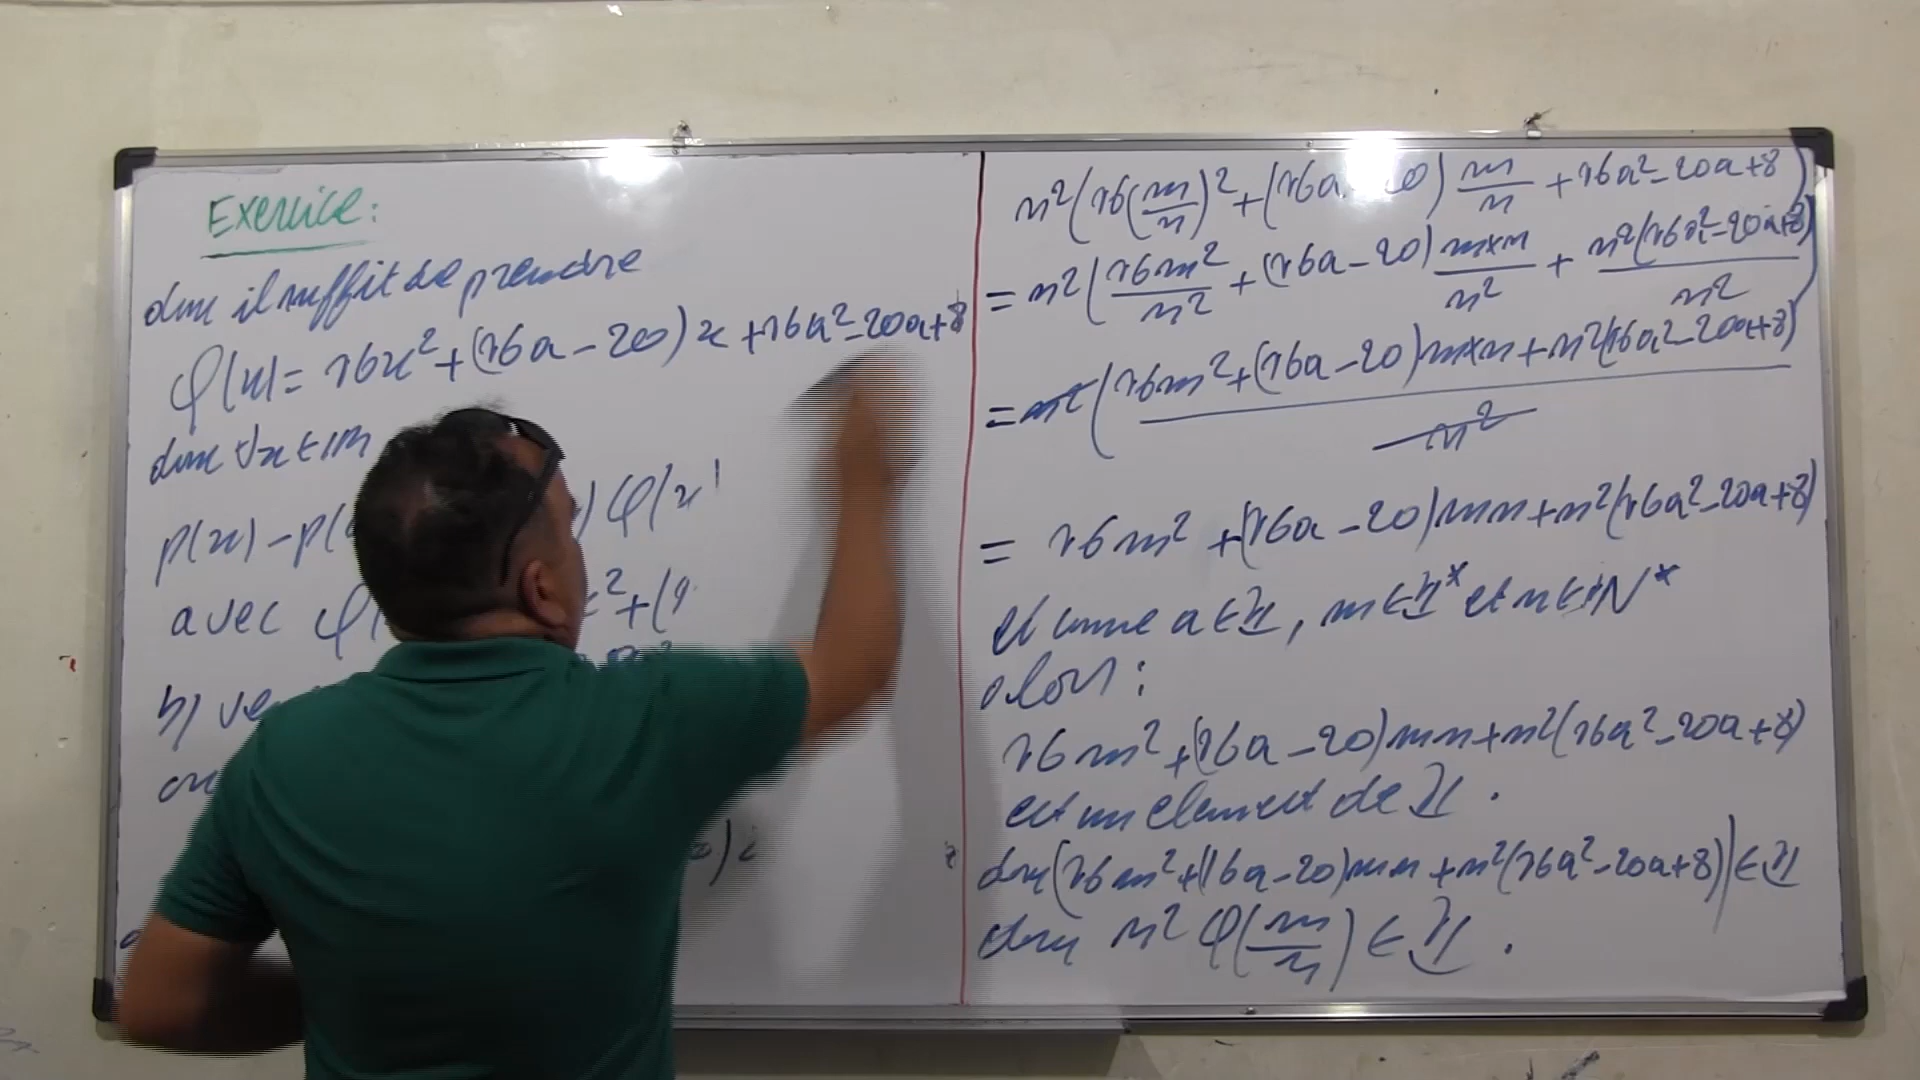 Exercice :
donc il suffit de prendre
φ(x) = 16x² + (16a - 20)x + 16a² - 20a + 8
donc ∀x ∈ IR
p(x) - p( ) φ(x
avec φ( ² + (
b) ve
n²(16(m/n)² + (16a 20) m/n + 16a² - 20a + 8)
= n²(16m²/n² + (16a - 20) m×n/n² + n²(16a² - 20a + 8)/n²)
= n²(16m² + (16a - 20)m×n + n²(16a² - 20a + 8)/n²
= 16m² + (16a - 20)mn + n²(16a² - 20a + 8)
et comme a ∈ ℤ, m ∈ ℤ* et n ∈ IN*
alors :
16m² + (16a - 20)mn + n²(16a² - 20a + 8)
est un element de ℤ.
donc (16m² + (16a - 20)mn + n²(16a² - 20a + 8)) ∈ ℤ
donc n² φ(m/n) ∈ ℤ.